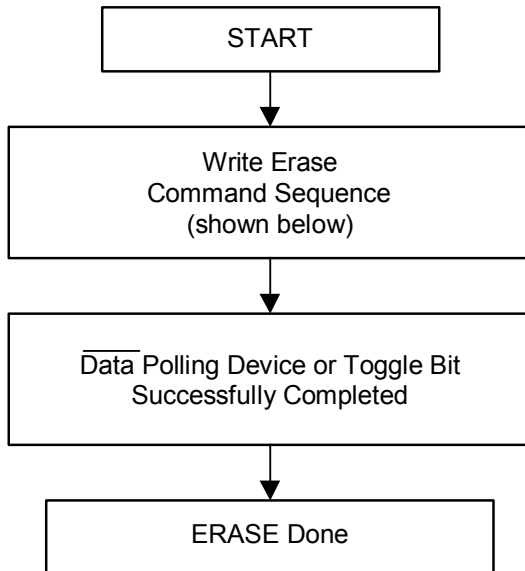 START
Write Erase
Command Sequence
(shown below)
Data Polling Device or Toggle Bit
Successfully Completed
ERASE Done